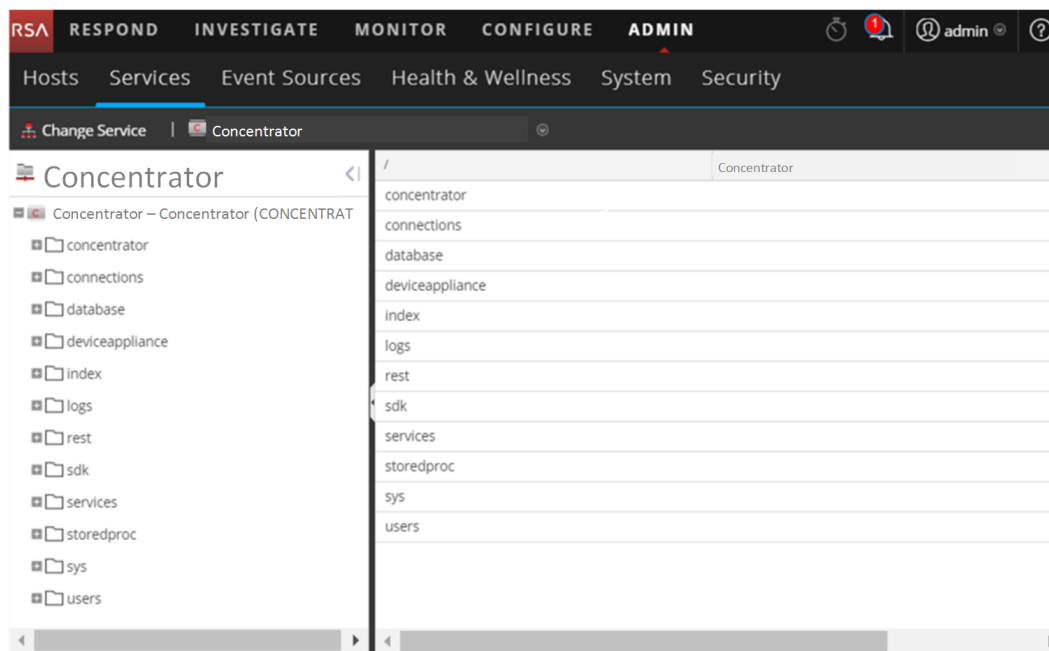 RSA RESPOND INVESTIGATE MONITOR CONFIGURE ADMIN 1 admin ?
Hosts Services Event Sources Health & Wellness System Security
Change Service | C Concentrator
Concentrator
C Concentrator – Concentrator (CONCENTRAT
concentrator
connections
database
deviceappliance
index
logs
rest
sdk
services
storedproc
sys
users
/ Concentrator
concentrator
connections
database
deviceappliance
index
logs
rest
sdk
services
storedproc
sys
users